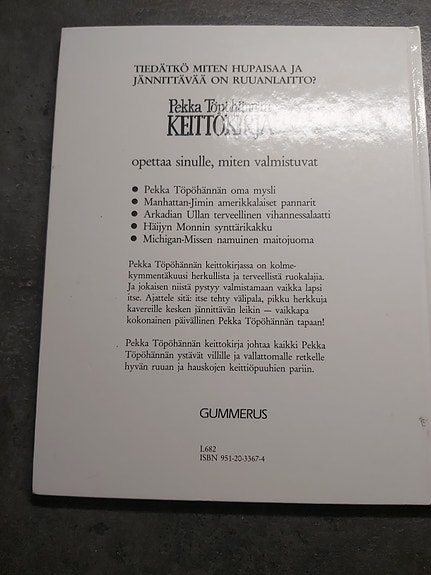 TIEDÄTKÖ MITEN HUPAISAA JA
JÄNNITTÄVÄÄ ON RUUANLAITTO?
Pekka Töpöhännän
KEITTOKIRJA
opettaa sinulle, miten valmistuvat
● Pekka Töpöhännän oma mysli
● Manhattan-Jimin amerikkalaiset pannarit
● Arkadian Ullan terveellinen vihannessalaatti
● Häijyn Monnin synttärikakku
● Michigan-Missen namuinen maitojuoma
Pekka Töpöhännän keittokirjassa on kolme-
kymmentäkuusi herkullista ja terveellistä ruokalajia.
Ja jokaisen niistä pystyy valmistamaan vaikka lapsi
itse. Ajattele sitä: itse tehty välipala, pikku herkkuja
kavereille kesken jännittävän leikin — vaikkapa
kokonainen päivällinen Pekka Töpöhännän tapaan!
Pekka Töpöhännän keittokirja johtaa kaikki Pekka
Töpöhännän ystävät villille ja vallattomalle retkelle
hyvän ruuan ja hauskojen keittiöpuuhien pariin.
GUMMERUS
L682
ISBN 951-20-3367-4